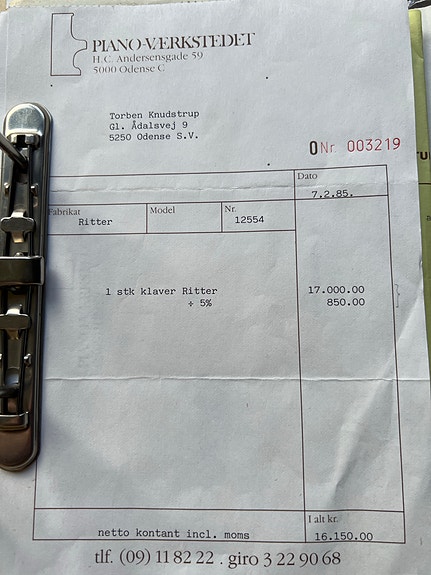 PIANO-VÆRKSTEDET
H.C. Andersensgade 59
5000 Odense C
Torben Knudstrup
Gl. Ådalsvej 9
5250 Odense S.V.
0Nr. 003219
Dato
7.2.85.
Fabrikat Model Nr.
Ritter 12554
1 stk klaver Ritter 17.000.00
÷ 5% 850.00
I alt kr.
netto kontant incl. moms 16.150.00
tlf. (09) 11 82 22 . giro 3 22 90 68